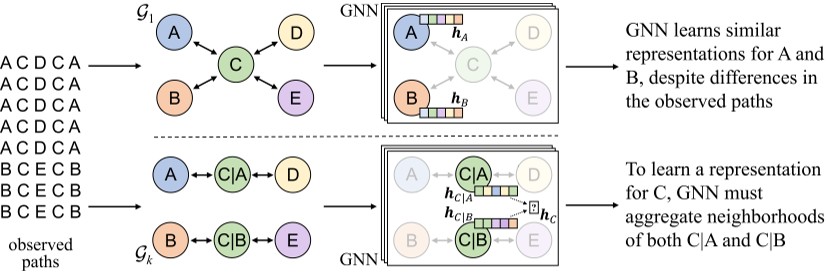 A C D C A
A C D C A
A C D C A
A C D C A
A C D C A
B C E C B
B C E C B
B C E C B
observed
paths
G1
A
D
C
B
E
GNN
A
hA
D
C
B
hB
E
GNN learns similar
representations for A and
B, despite differences in
the observed paths
A
C|A
D
B
C|B
E
Gk
A
C|A
D
hC|A
hC|B
?
hC
B
C|B
E
GNN
To learn a representation
for C, GNN must
aggregate neighborhoods
of both C|A and C|B